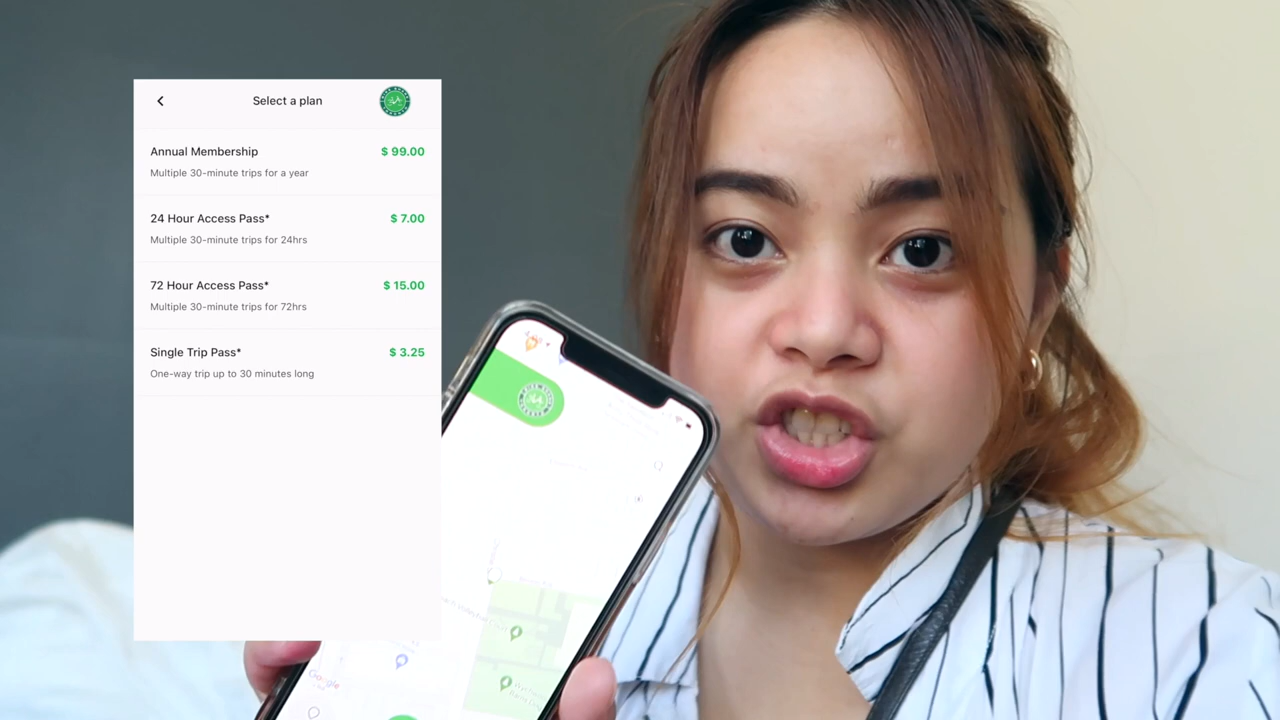 Select a plan
Annual Membership
$ 99.00
Multiple 30-minute trips for a year
24 Hour Access Pass*
$ 7.00
Multiple 30-minute trips for 24hrs
72 Hour Access Pass*
$ 15.00
Multiple 30-minute trips for 72hrs
Single Trip Pass*
$ 3.25
One-way trip up to 30 minutes long
Google